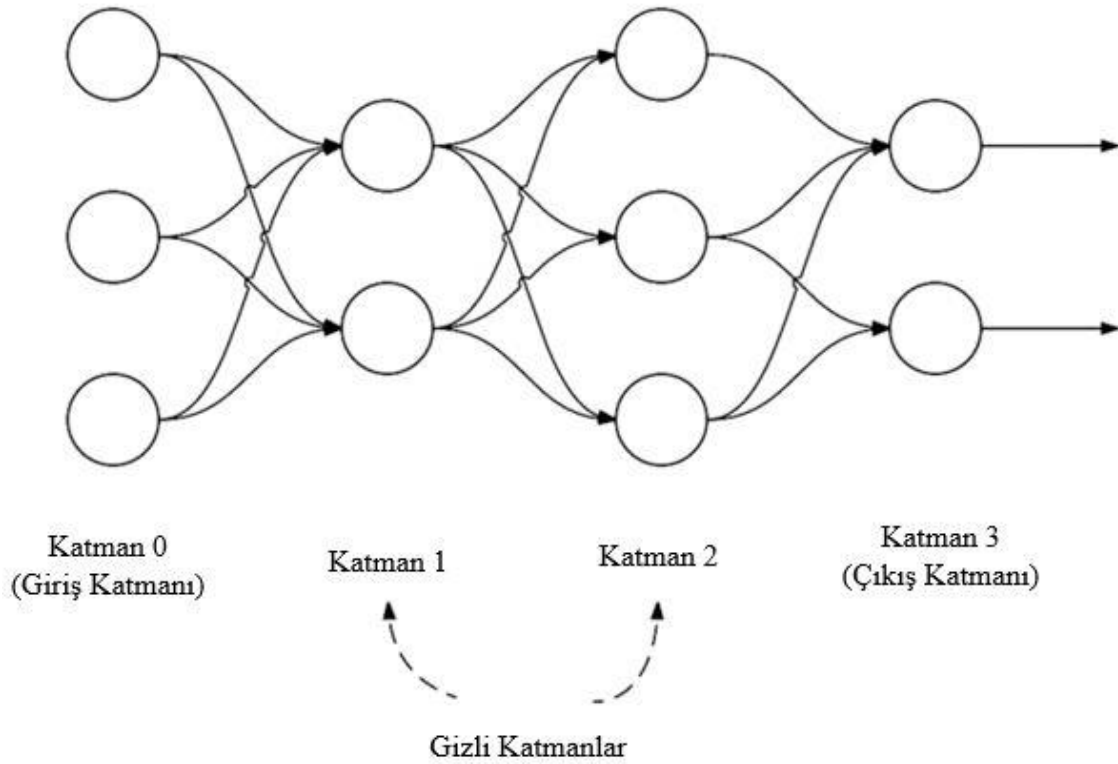 Katman 0
(Giriş Katmanı)
Katman 1
Katman 2
Katman 3
(Çıkış Katmanı)
Gizli Katmanlar